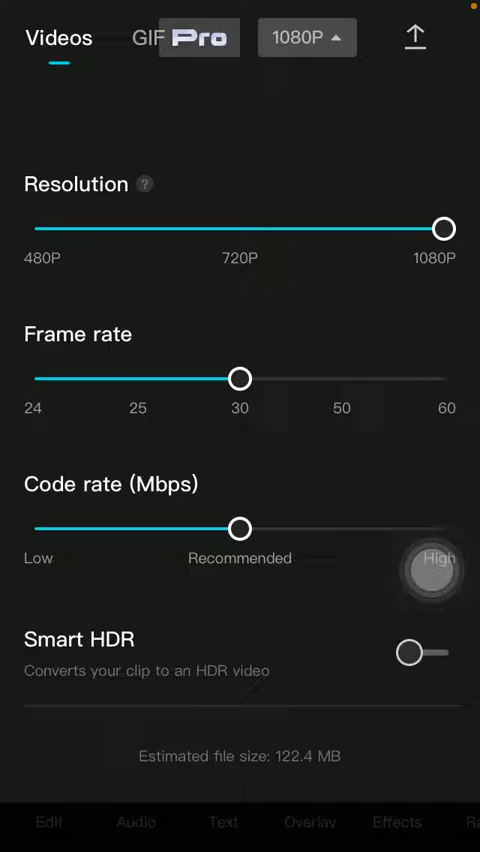 Videos GIF Pro 1080P
Resolution ?
480P 720P 1080P
Frame rate
24 25 30 50 60
Code rate (Mbps)
Low Recommended High
Smart HDR
Converts your clip to an HDR video
Estimated file size: 122.4 MB
Edit Audio Text Overlay Effects